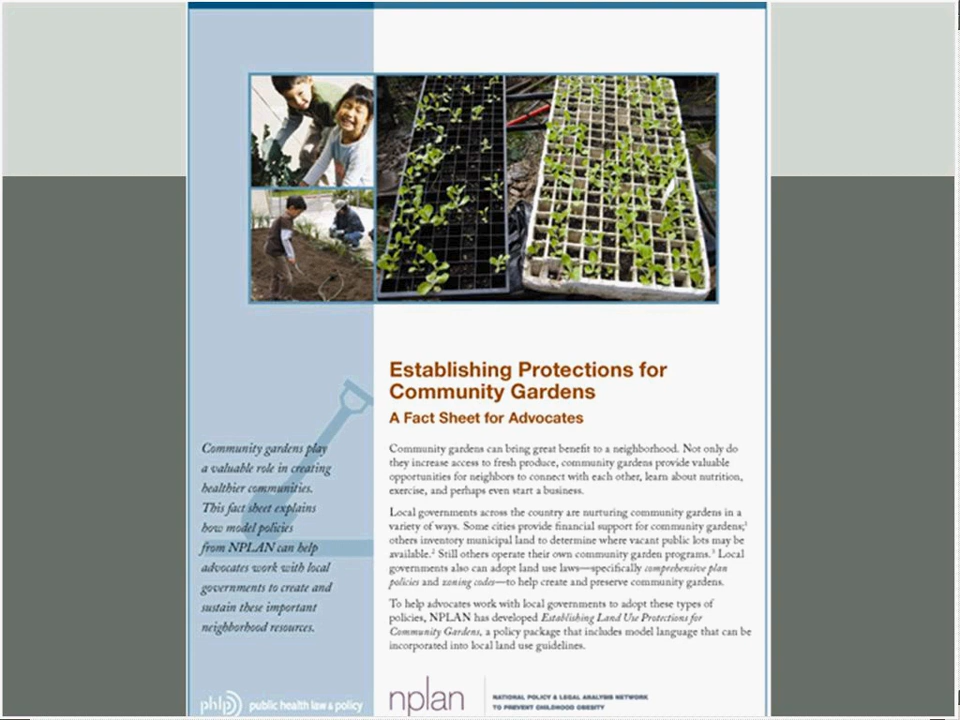 Establishing Protections for
Community Gardens
A Fact Sheet for Advocates
Community gardens play
a valuable role in creating
healthier communities.
This fact sheet explains
how model policies
from NPLAN can help
advocates work with local
governments to create and
sustain these important
neighborhood resources.
Community gardens can bring great benefit to a neighborhood. Not only do
they increase access to fresh produce, community gardens provide valuable
opportunities for neighbors to connect with each other, learn about nutrition,
exercise, and perhaps even start a business.
Local governments across the country are nurturing community gardens in a
variety of ways. Some cities provide financial support for community gardens;¹
others inventory municipal land to determine where vacant public lots may be
available.² Still others operate their own community garden programs.³ Local
governments also can adopt land use laws—specifically comprehensive plan
policies and zoning codes—to help create and preserve community gardens.
To help advocates work with local governments to adopt these types of
policies, NPLAN has developed Establishing Land Use Protections for
Community Gardens, a policy package that includes model language that can be
incorporated into local land use guidelines.
phlp public health law & policy
nplan
NATIONAL POLICY & LEGAL ANALYSIS NETWORK
TO PREVENT CHILDHOOD OBESITY